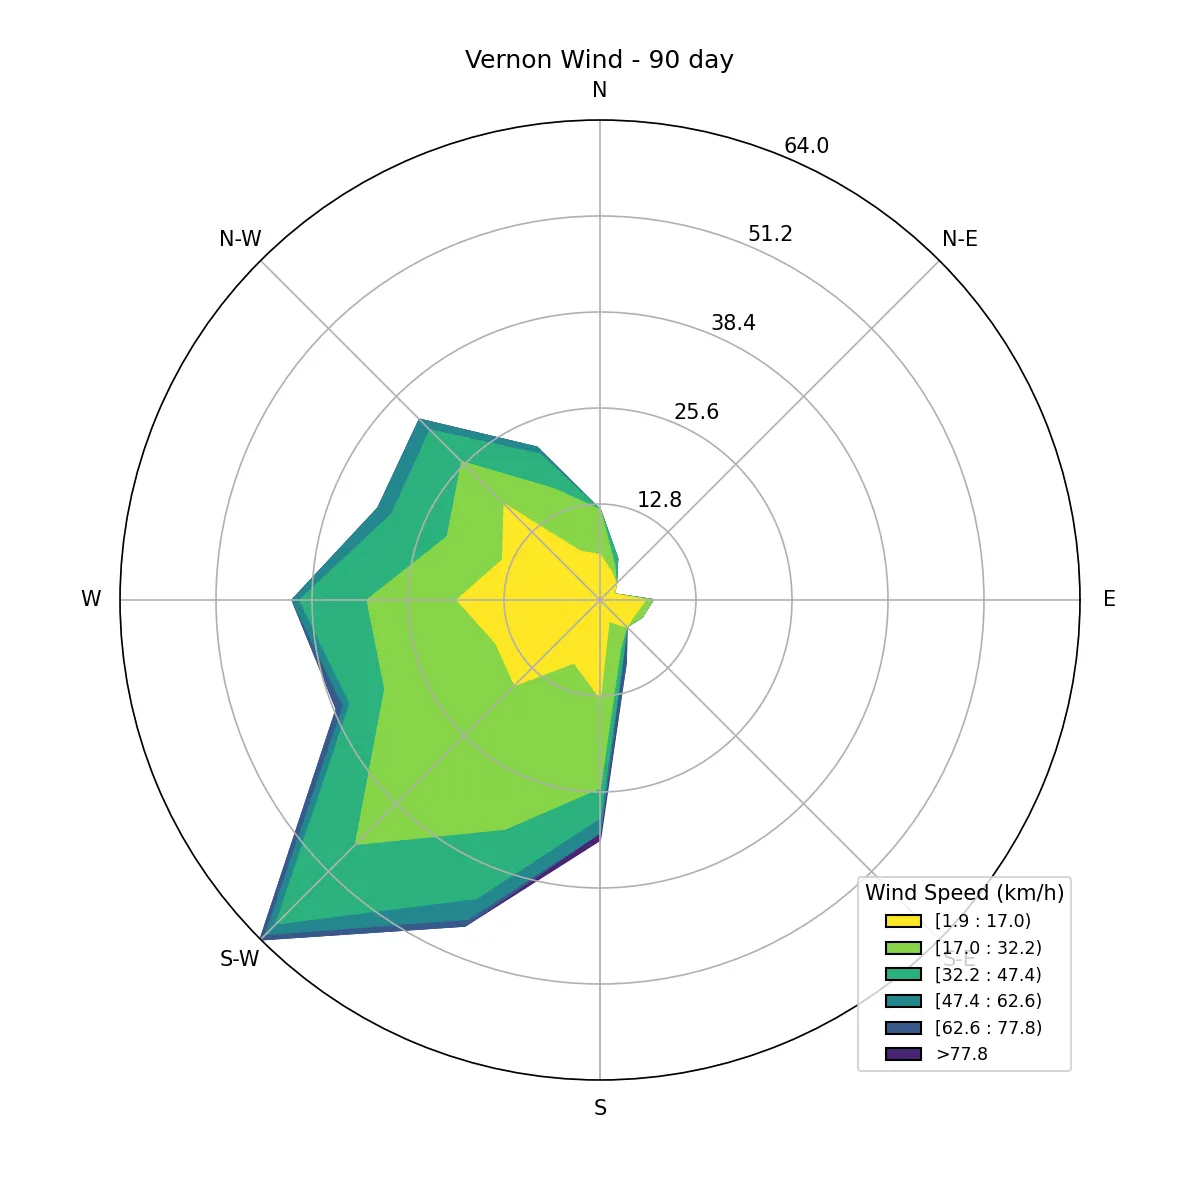 Vernon Wind - 90 day
N
64.0
N-W
N-E
51.2
38.4
25.6
12.8
W
E
S-W
S-E
S
Wind Speed (km/h)
[1.9 : 17.0)
[17.0 : 32.2)
[32.2 : 47.4)
[47.4 : 62.6)
[62.6 : 77.8)
>77.8